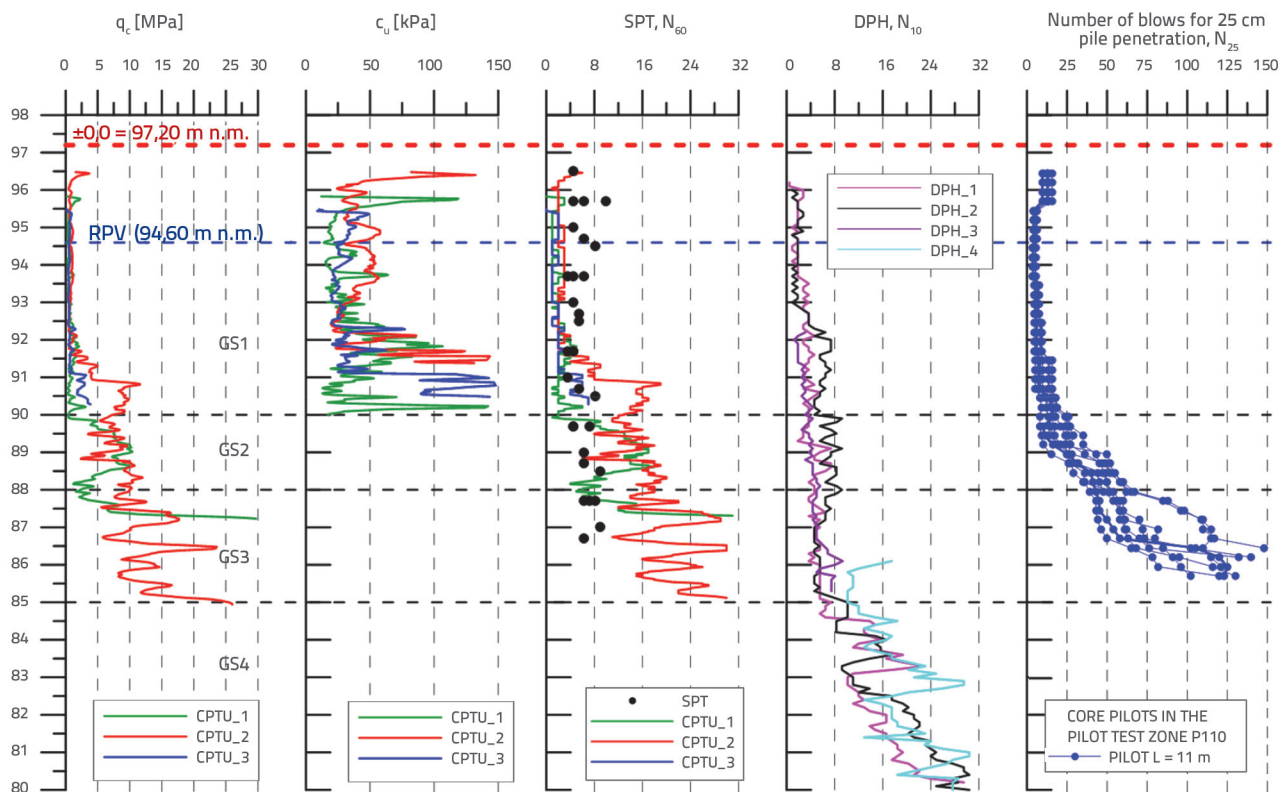 q_c [MPa]
0 5 10 15 20 25 30
c_u [kPa]
0 50 100 150
SPT, N_60
0 8 16 24 32
DPH, N_10
0 8 16 24 32
Number of blows for 25 cm
pile penetration, N_25
0 25 50 75 100 125 150
98
±0,0 = 97,20 m n.m.
97
96
RPV (94,60 m n.m.)
95
94
93
92
GS1
91
90
GS2
89
88
87
GS3
86
85
84
GS4
83
82
81
80
CPTU_1
CPTU_2
CPTU_3
CPTU_1
CPTU_2
CPTU_3
SPT
CPTU_1
CPTU_2
CPTU_3
DPH_1
DPH_2
DPH_3
DPH_4
CORE PILOTS IN THE
PILOT TEST ZONE P110
PILOT L = 11 m